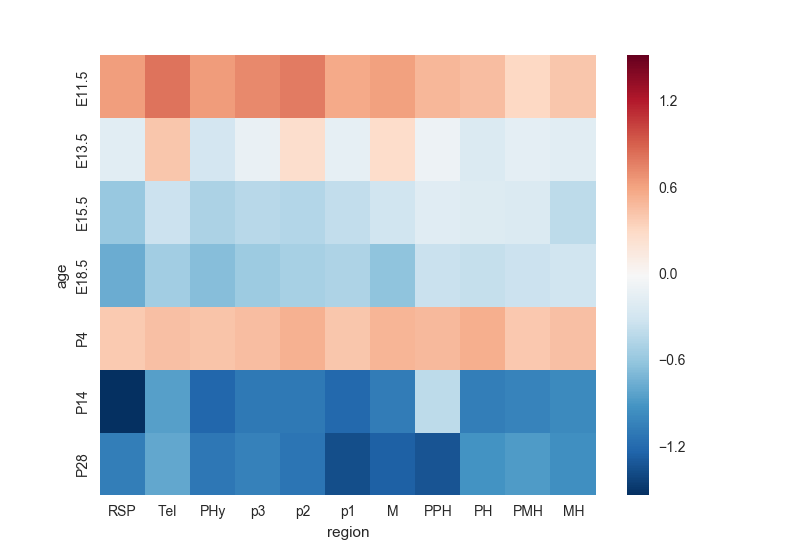 age
E11.5
E13.5
E15.5
E18.5
P4
P14
P28
RSP Tel PHy p3 p2 p1 M PPH PH PMH MH
region
1.2
0.6
0.0
−0.6
−1.2